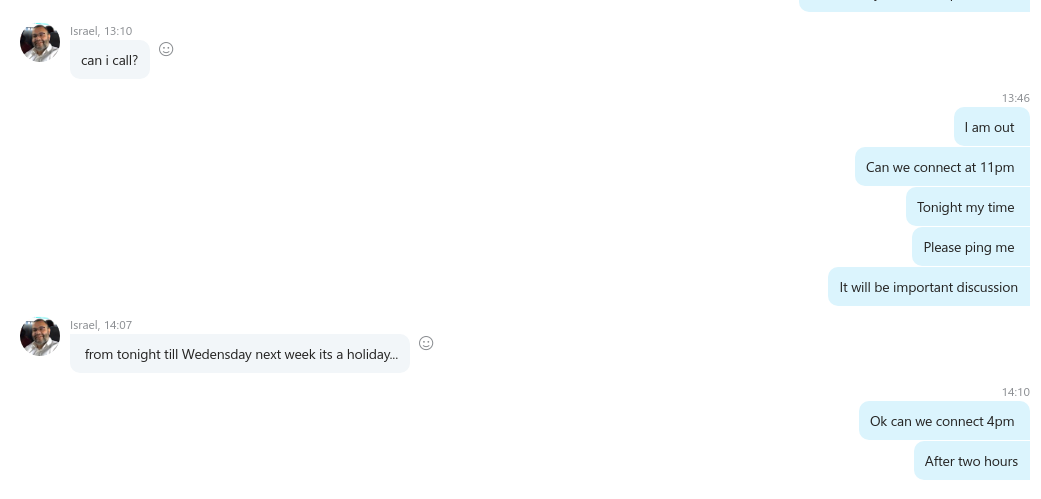 Israel, 13:10
can i call?
13:46
I am out
Can we connect at 11pm
Tonight my time
Please ping me
It will be important discussion
Israel, 14:07
from tonight till Wedensday next week its a holiday...
14:10
Ok can we connect 4pm
After two hours